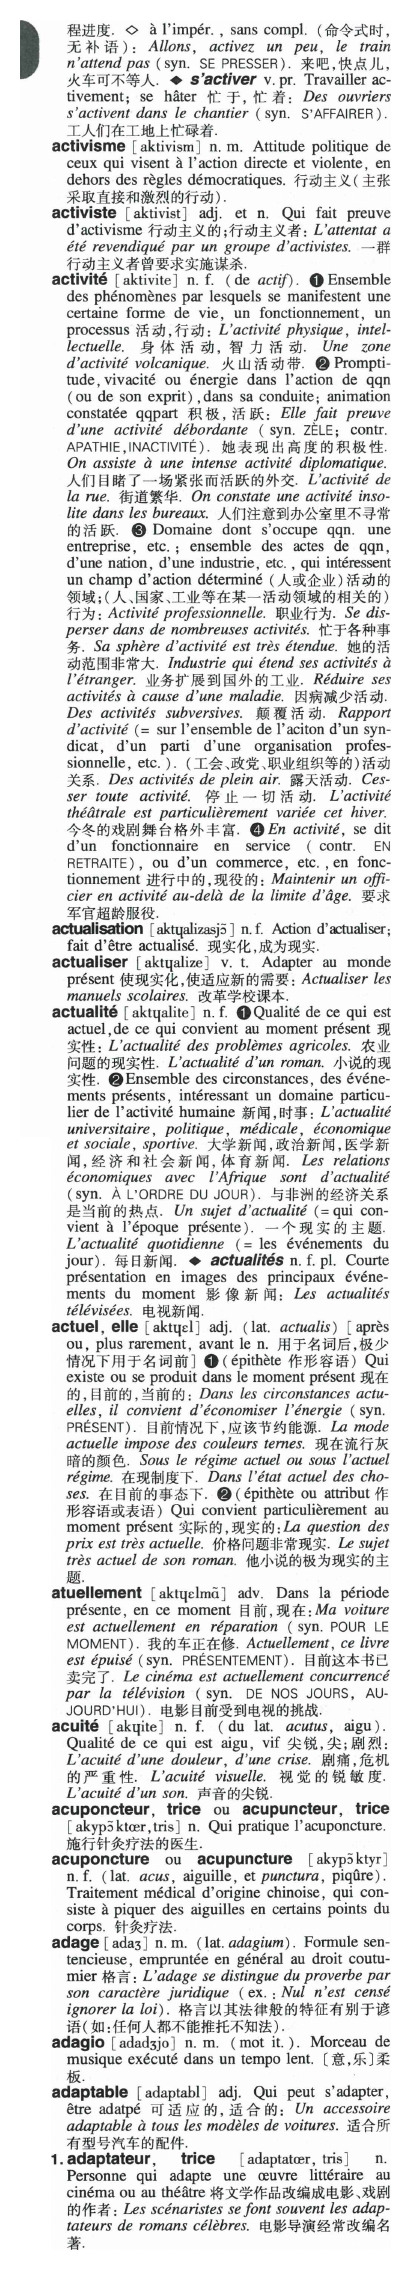 程进度. ◇ à l'impér. , sans compl. (命令式时,
无补语): Allons, activez un peu, le train
n'attend pas (syn. SE PRESSER). 来吧,快点儿,
火车可不等人. ◆ s'activer v. pr. Travailler ac-
tivement; se hâter 忙于,忙着: Des ouvriers
s'activent dans le chantier (syn. S'AFFAIRER).
工人们在工地上忙碌着.
activisme [aktivism] n. m. Attitude politique de
ceux qui visent à l'action directe et violente, en
dehors des règles démocratiques. 行动主义(主张
采取直接和激烈的行动).
activiste [aktivist] adj. et n. Qui fait preuve
d'activisme 行动主义的;行动主义者: L'attentat a
été revendiqué par un groupe d'activistes. 一群
行动主义者曾要求实施谋杀.
activité [aktivite] n. f. (de actif). ❶ Ensemble
des phénomènes par lesquels se manifestent une
certaine forme de vie, un fonctionnement, un
processus 活动,行动: L'activité physique, intel-
lectuelle. 身体活动,智力活动. Une zone
d'activité volcanique. 火山活动带. ❷ Prompti-
tude, vivacité ou énergie dans l'action de qqn
(ou de son exprit), dans sa conduite; animation
constatée qqpart 积极,活跃: Elle fait preuve
d'une activité débordante (syn. ZÈLE; contr.
APATHIE,INACTIVITÉ). 她表现出高度的积极性.
On assiste à une intense activité diplomatique.
人们目睹了一场紧张而活跃的外交. L'activité de
la rue. 街道繁华. On constate une activité inso-
lite dans les bureaux. 人们注意到办公室里不寻常
的活跃. ❸ Domaine dont s'occupe qqn. une
entreprise, etc. ; ensemble des actes de qqn,
d'une nation, d'une industrie, etc. , qui intéressent
un champ d'action déterminé (人或企业)活动的
领域;(人、国家、工业等在某一活动领域的相关的)
行为: Activité professionnelle. 职业行为. Se dis-
perser dans de nombreuses activités. 忙于各种事
务. Sa sphère d'activité est très étendue. 她的活
动范围非常大. Industrie qui étend ses activités à
l'étranger. 业务扩展到国外的工业. Réduire ses
activités à cause d'une maladie. 因病减少活动.
Des activités subversives. 颠覆活动. Rapport
d'activité (= sur l'ensemble de l'aciton d'un syn-
dicat, d'un parti d'une organisation profes-
sionnelle, etc. ). (工会、政党、职业组织等的)活动
关系. Des activités de plein air. 露天活动. Ces-
ser toute activité. 停止一切活动. L'activité
théâtrale est particulièrement variée cet hiver.
今冬的戏剧舞台格外丰富. ❹ En activité, se dit
d'un fonctionnaire en service ( contr. EN
RETRAITE), ou d'un commerce, etc. , en fonc-
tionnement 进行中的,现役的: Maintenir un offi-
cier en activité au-delà de la limite d'âge. 要求
军官超龄服役.
actualisation [aktɥalizasjɔ̃] n. f. Action d'actualiser;
fait d'être actualisé. 现实化,成为现实.
actualiser [aktɥalize] v. t. Adapter au monde
présent 使现实化,使适应新的需要: Actualiser les
manuels scolaires. 改革学校课本.
actualité [aktɥalite] n. f. ❶ Qualité de ce qui est
actuel, de ce qui convient au moment présent 现
实性: L'actualité des problèmes agricoles. 农业
问题的现实性. L'actualité d'un roman. 小说的现
实性. ❷ Ensemble des circonstances, des événe-
ments présents, intéressant un domaine particu-
lier de l'activité humaine 新闻,时事: L'actualité
universitaire, politique, médicale, économique
et sociale, sportive. 大学新闻,政治新闻,医学新
闻,经济和社会新闻,体育新闻. Les relations
économiques avec l'Afrique sont d'actualité
(syn. À L'ORDRE DU JOUR). 与非洲的经济关系
是当前的热点. Un sujet d'actualité (= qui con-
vient à l'époque présente). 一个现实的主题.
L'actualité quotidienne (= les événements du
jour). 每日新闻. ◆ actualités n. f. pl. Courte
présentation en images des principaux événe-
ments du moment 影像新闻: Les actualités
télévisées. 电视新闻.
actuel, elle [aktɥɛl] adj. (lat. actualis) [après
ou, plus rarement, avant le n. 用于名词后,极少
情况下用于名词前] ❶ (épithète 作形容语) Qui
existe ou se produit dans le moment présent 现在
的,目前的,当前的: Dans les circonstances actu-
elles, il convient d'économiser l'énergie (syn.
PRÉSENT). 目前情况下,应该节约能源. La mode
actuelle impose des couleurs ternes. 现在流行灰
暗的颜色. Sous le régime actuel ou sous l'actuel
régime. 在现制度下. Dans l'état actuel des cho-
ses. 在目前的事态下. ❷ (épithète ou attribut 作
形容语或表语) Qui convient particulièrement au
moment présent 实际的,现实的: La question des
prix est très actuelle. 价格问题非常现实. Le sujet
très actuel de son roman. 他小说的极为现实的主
题.
atuellement [aktɥɛlmɑ̃] adv. Dans la période
présente, en ce moment 目前,现在: Ma voiture
est actuellement en réparation (syn. POUR LE
MOMENT). 我的车正在修. Actuellement, ce livre
est épuisé (syn. PRÉSENTEMENT). 目前这本书已
卖完了. Le cinéma est actuellement concurrencé
par la télévision (syn. DE NOS JOURS, AU-
JOURD'HUI). 电影目前受到电视的挑战.
acuité [akɥite] n. f. (du lat. acutus, aigu).
Qualité de ce qui est aigu, vif 尖锐,尖;剧烈:
L'acuité d'une douleur, d'une crise. 剧痛,危机
的严重性. L'acuité visuelle. 视觉的锐敏度.
L'acuité d'un son. 声音的尖锐.
acuponcteur, trice ou acupuncteur, trice
[akypɔ̃ktœr,tris] n. Qui pratique l'acuponcture.
施行针灸疗法的医生.
acuponcture ou acupuncture [akypɔ̃ktyr]
n. f. (lat. acus, aiguille, et punctura, piqûre).
Traitement médical d'origine chinoise, qui con-
siste à piquer des aiguilles en certains points du
corps. 针灸疗法.
adage [adaʒ] n. m. (lat. adagium). Formule sen-
tencieuse, empruntée en général au droit coutu-
mier 格言: L'adage se distingue du proverbe par
son caractère juridique (ex. : Nul n'est censé
ignorer la loi). 格言以其法律般的特征有别于谚
语(如:任何人都不能推托不知法).
adagio [adadʒjo] n. m. (mot it. ). Morceau de
musique exécuté dans un tempo lent. [意,乐]柔
板.
adaptable [adaptabl] adj. Qui peut s'adapter,
être adatpé 可适应的,适合的: Un accessoire
adaptable à tous les modèles de voitures. 适合所
有型号汽车的配件.
1. adaptateur, trice [adaptatœr, tris] n.
Personne qui adapte une œuvre littéraire au
cinéma ou au théâtre 将文学作品改编成电影、戏剧
的作者: Les scénaristes se font souvent les adap-
tateurs de romans célèbres. 电影导演经常改编名
著.